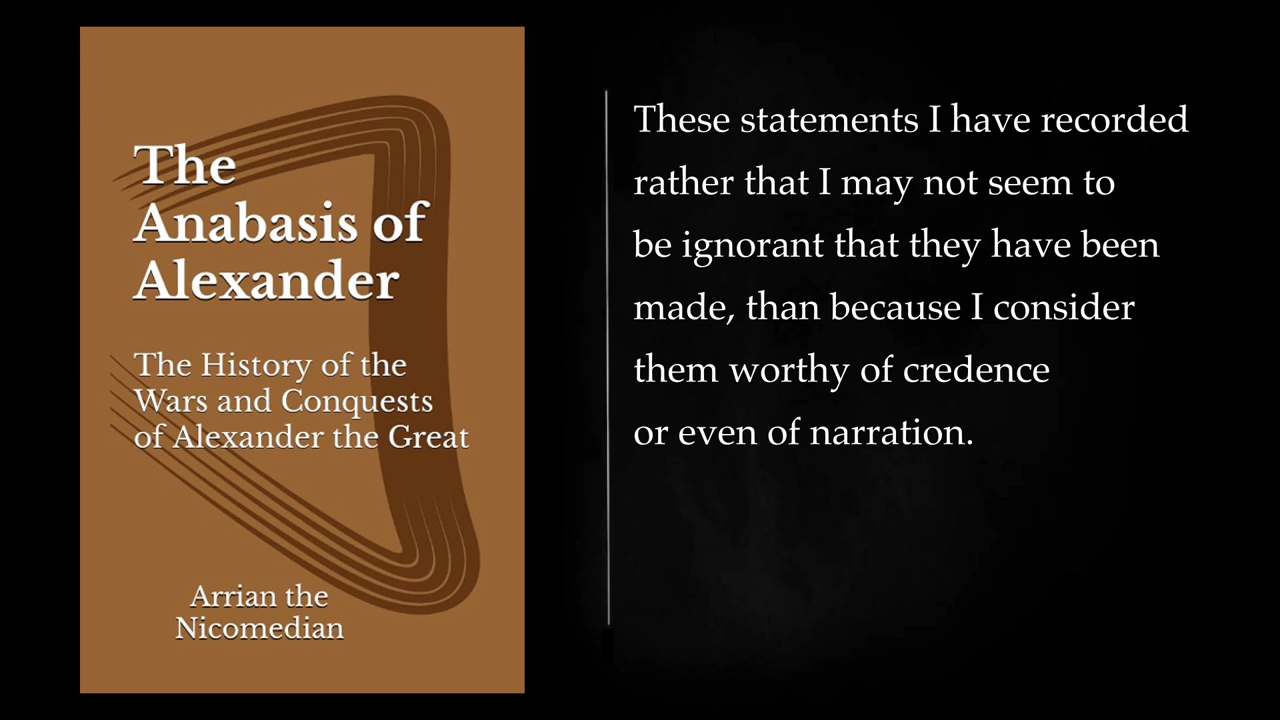 The
Anabasis of
Alexander
The History of the
Wars and Conquests
of Alexander the Great
Arrian the
Nicomedian
These statements I have recorded
rather that I may not seem to
be ignorant that they have been
made, than because I consider
them worthy of credence
or even of narration.